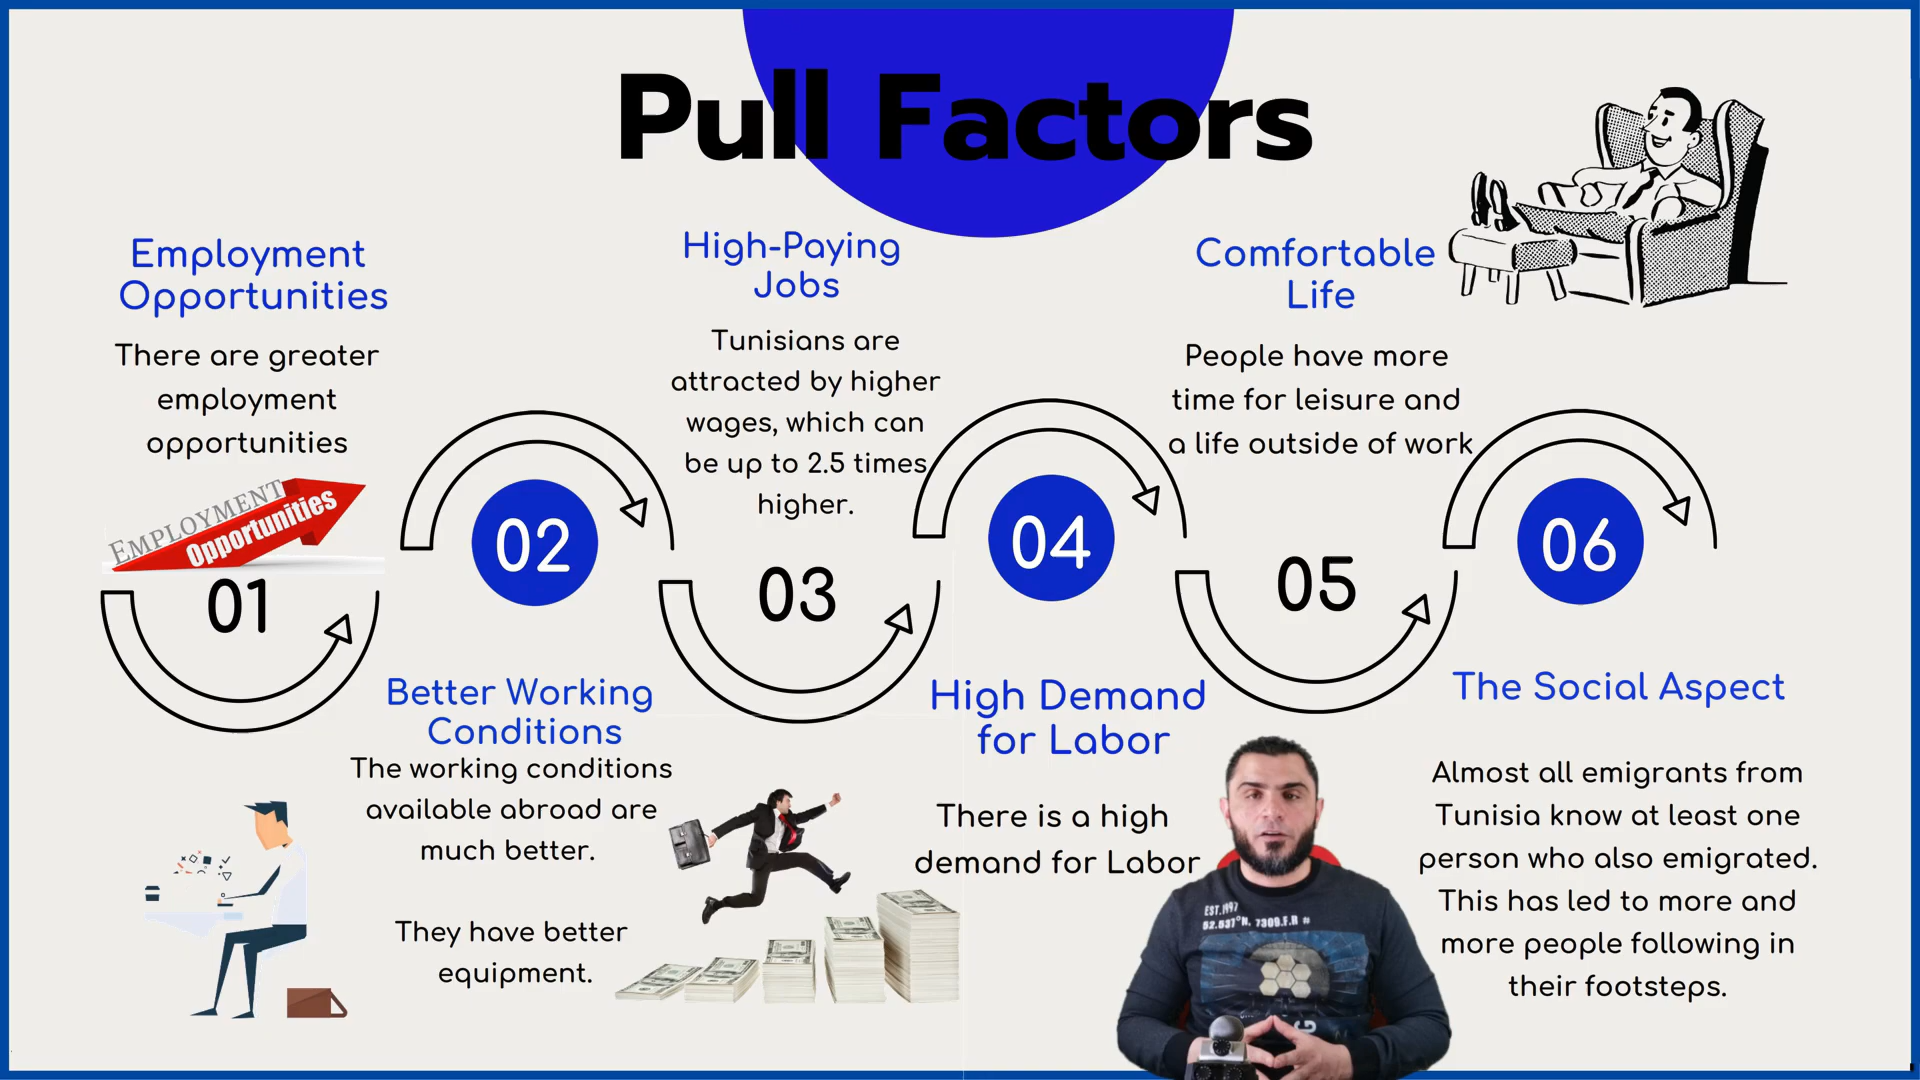 Pull Factors
Employment
Opportunities
There are greater
employment
opportunities
EMPLOYMENT
Opportunities
01
02
Better Working
Conditions
The working conditions
available abroad are
much better.
They have better
equipment.
High-Paying
Jobs
Tunisians are
attracted by higher
wages, which can
be up to 2.5 times
higher.
03
04
High Demand
for Labor
There is a high
demand for Labor
Comfortable
Life
People have more
time for leisure and
a life outside of work
05
06
The Social Aspect
Almost all emigrants from
Tunisia know at least one
person who also emigrated.
This has led to more and
more people following in
their footsteps.
EST.1997
52.537°N, 7309.F.R